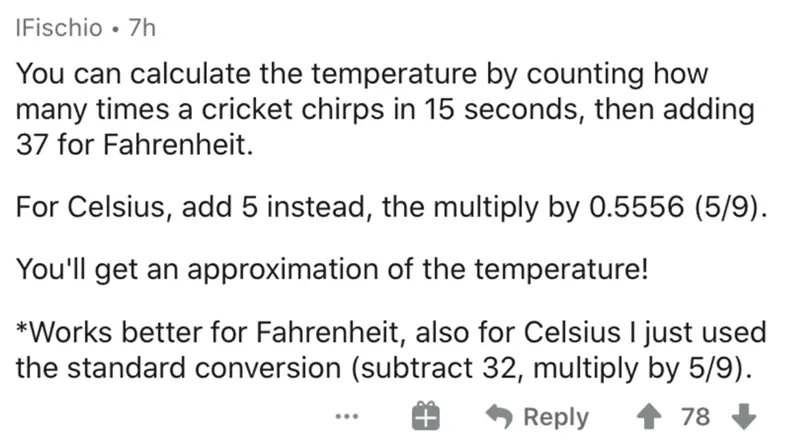 IFischio • 7h
You can calculate the temperature by counting how
many times a cricket chirps in 15 seconds, then adding
37 for Fahrenheit.
For Celsius, add 5 instead, the multiply by 0.5556 (5/9).
You'll get an approximation of the temperature!
*Works better for Fahrenheit, also for Celsius I just used
the standard conversion (subtract 32, multiply by 5/9).
Reply 78